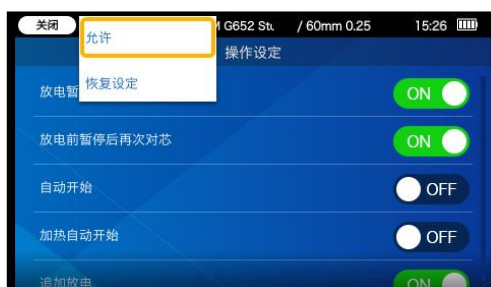 关闭 G652 Stu / 60mm 0.25 15:26
允许
操作设定
恢复设定
放电暂 ON
放电前暂停后再次对芯 ON
自动开始 OFF
加热自动开始 OFF
追加放电 ON